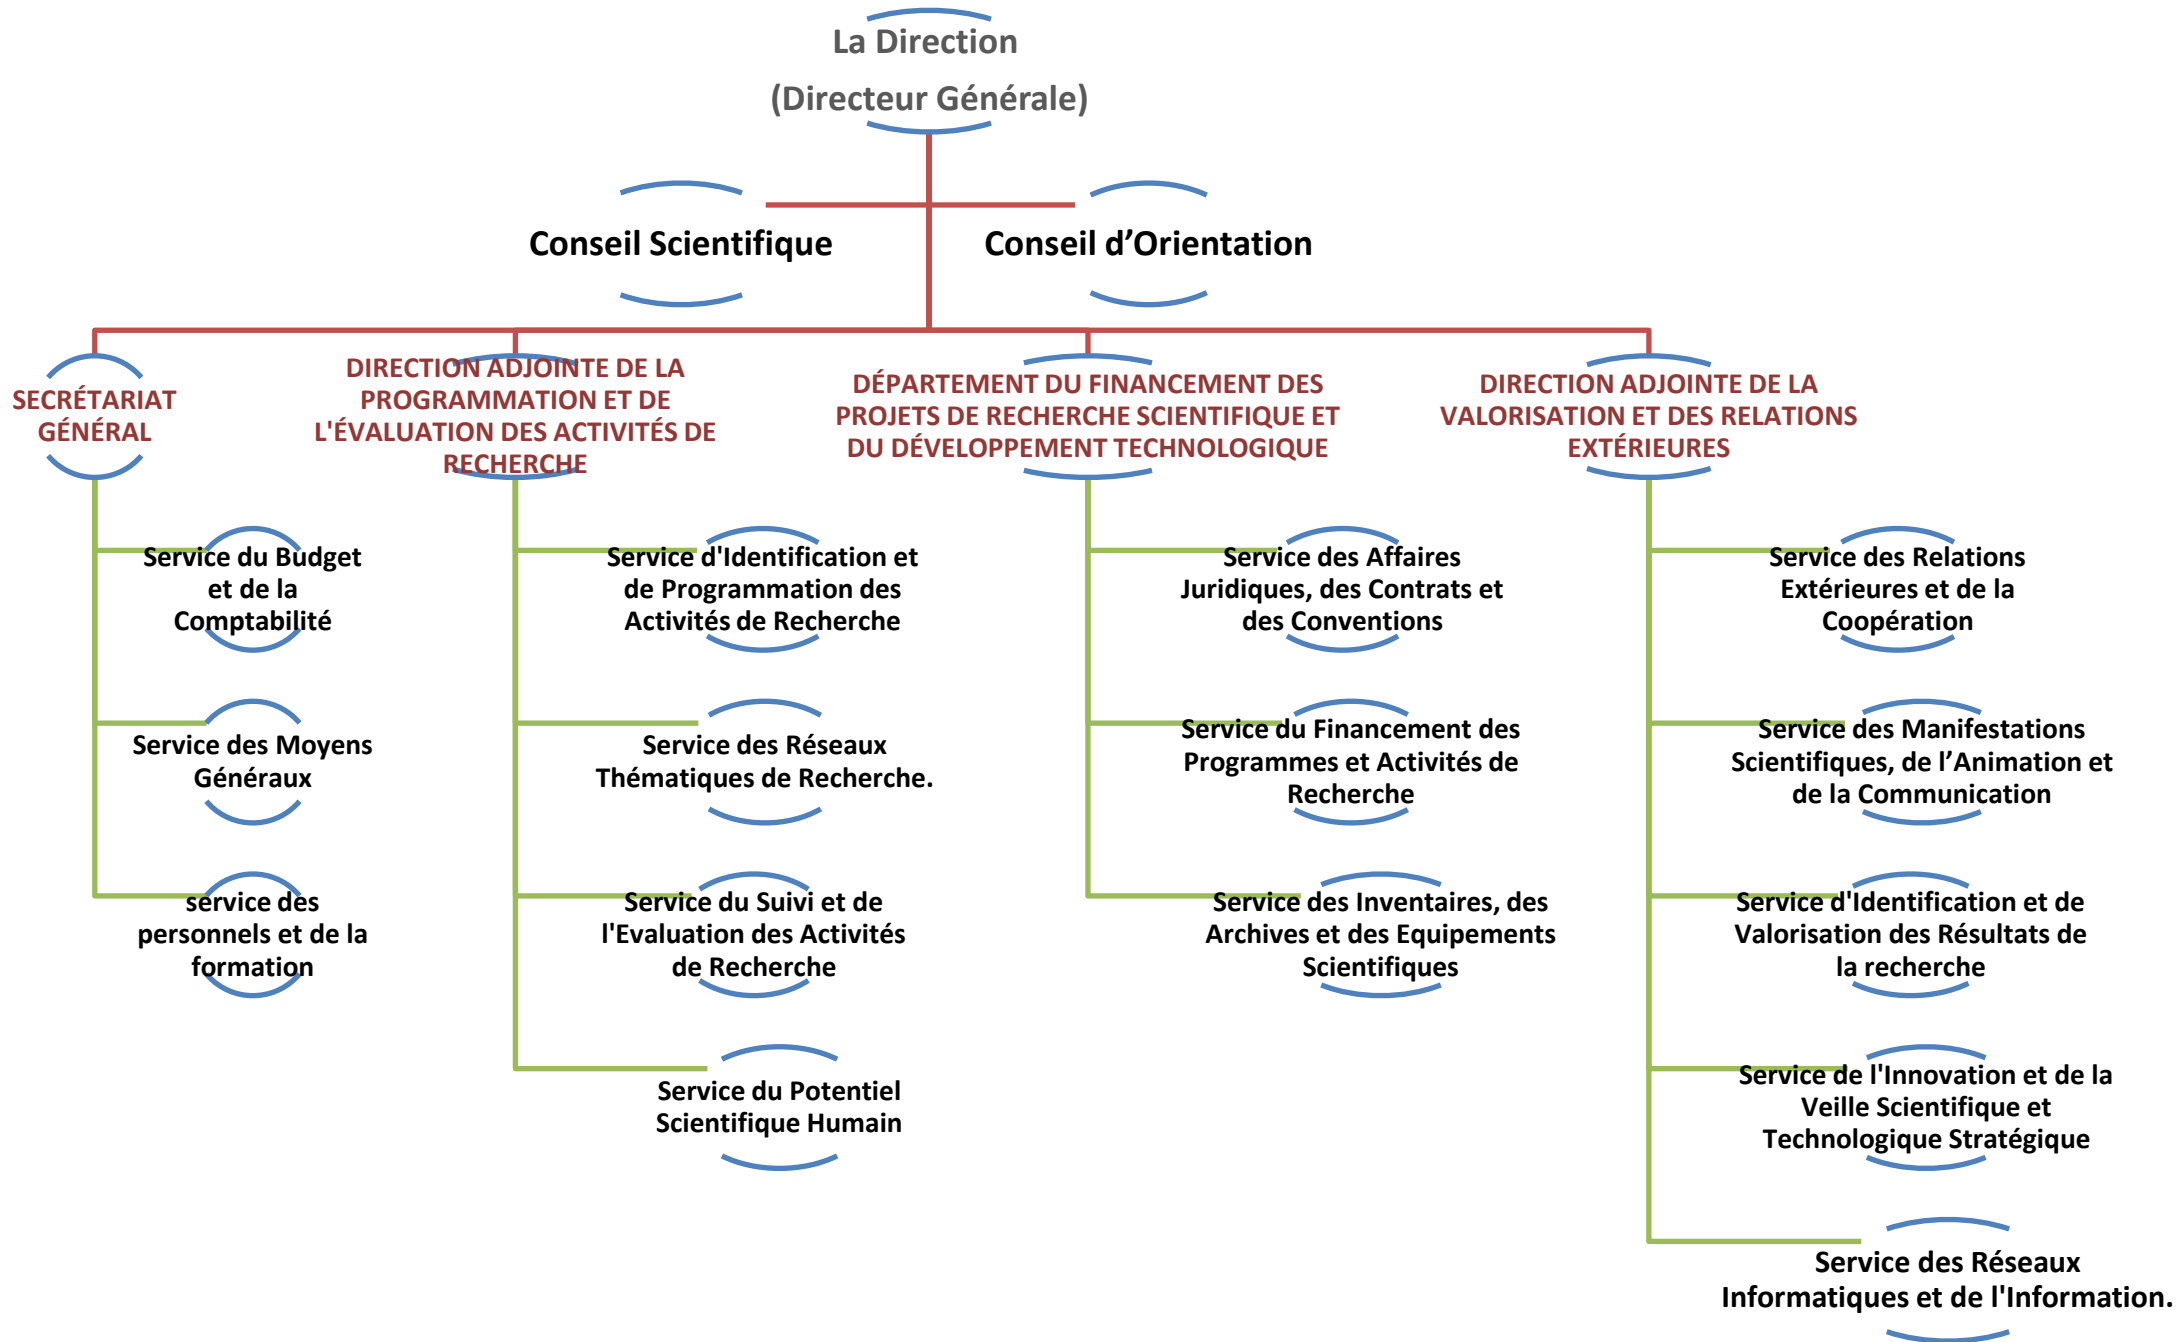 La Direction
(Directeur Générale)
Conseil Scientifique
Conseil d’Orientation
SECRÉTARIAT
GÉNÉRAL
Service du Budget
et de la
Comptabilité
Service des Moyens
Généraux
service des
personnels et de la
formation
DIRECTION ADJOINTE DE LA
PROGRAMMATION ET DE
L'ÉVALUATION DES ACTIVITÉS DE
RECHERCHE
Service d'Identification et
de Programmation des
Activités de Recherche
Service des Réseaux
Thématiques de Recherche.
Service du Suivi et de
l'Evaluation des Activités
de Recherche
Service du Potentiel
Scientifique Humain
DÉPARTEMENT DU FINANCEMENT DES
PROJETS DE RECHERCHE SCIENTIFIQUE ET
DU DÉVELOPPEMENT TECHNOLOGIQUE
Service des Affaires
Juridiques, des Contrats et
des Conventions
Service du Financement des
Programmes et Activités de
Recherche
Service des Inventaires, des
Archives et des Equipements
Scientifiques
DIRECTION ADJOINTE DE LA
VALORISATION ET DES RELATIONS
EXTÉRIEURES
Service des Relations
Extérieures et de la
Coopération
Service des Manifestations
Scientifiques, de l’Animation et
de la Communication
Service d'Identification et de
Valorisation des Résultats de
la recherche
Service de l'Innovation et de la
Veille Scientifique et
Technologique Stratégique
Service des Réseaux
Informatiques et de l'Information.